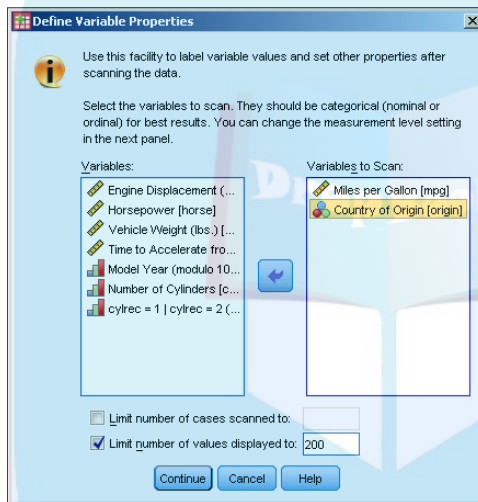 Define Variable Properties
Use this facility to label variable values and set other properties after
scanning the data.
Select the variables to scan. They should be categorical (nominal or
ordinal) for best results. You can change the measurement level setting
in the next panel.
Variables:
Engine Displacement (...
Horsepower [horse]
Vehicle Weight (lbs.) [...
Time to Accelerate fro...
Model Year (modulo 10...
Number of Cylinders [c...
cylrec = 1 | cylrec = 2 (...
Variables to Scan:
Miles per Gallon [mpg]
Country of Origin [origin]
Limit number of cases scanned to:
Limit number of values displayed to: 200
Continue Cancel Help